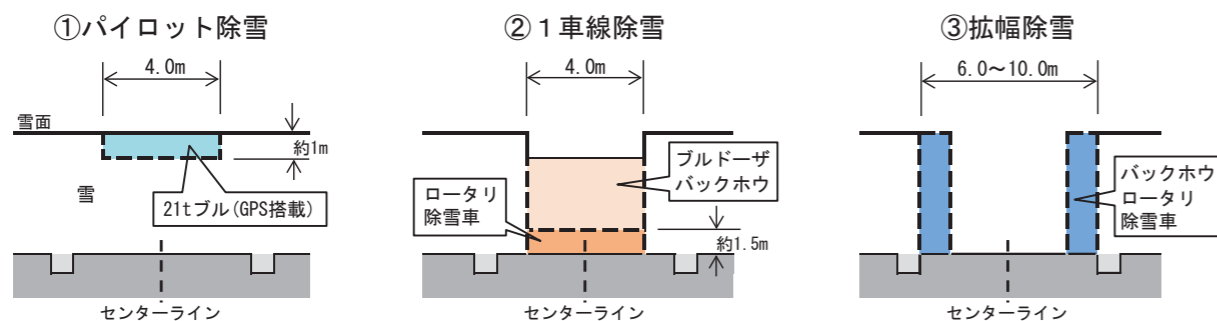 ①パイロット除雪
4.0m
雪面
約1m
雪
21tブル(GPS搭載)
センターライン
②１車線除雪
4.0m
ブルドーザ
バックホウ
ロータリ
除雪車
約1.5m
センターライン
③拡幅除雪
6.0～10.0m
バックホウ
ロータリ
除雪車
センターライン